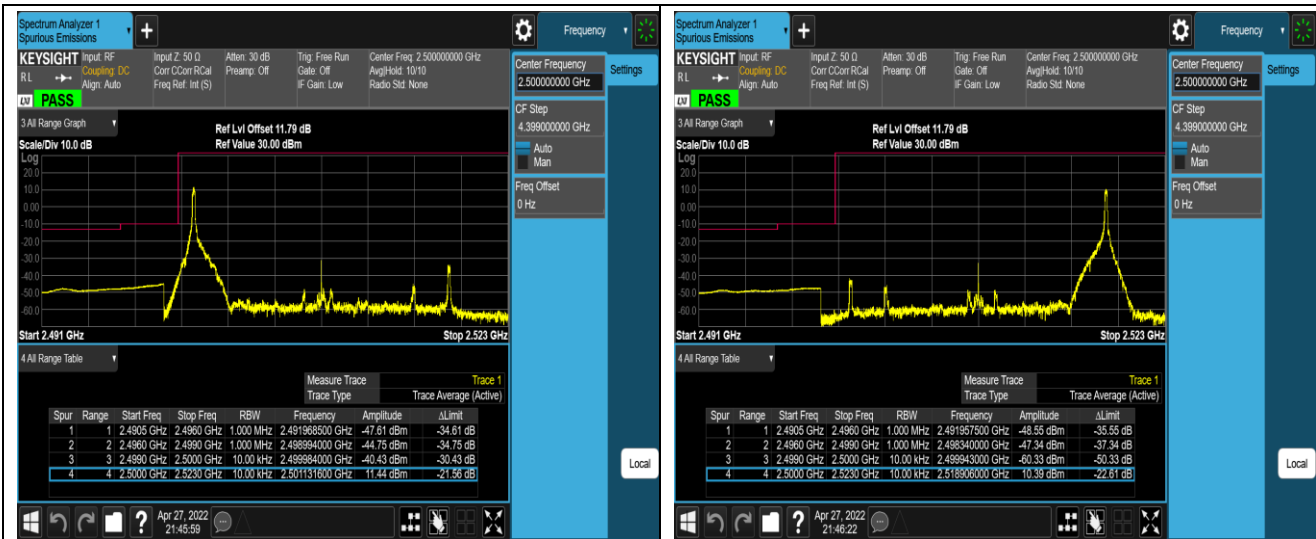 Spectrum Analyzer 1
Spurious Emissions
+
Frequency
KEYSIGHT Input: RF
Coupling: DC
Align: Auto
Input Z: 50 Ω
Corr CCorr RCal
Freq Ref: Int (S)
Atten: 30 dB
Preamp: Off
Trig: Free Run
Gate: Off
IF Gain: Low
Center Freq: 2.500000000 GHz
Avg|Hold: 10/10
Radio Std: None
R L
LXI PASS
Center Frequency
2.500000000 GHz
Settings
CF Step
4.399000000 GHz
Auto
Man
Freq Offset
0 Hz
3 All Range Graph
Ref Lvl Offset 11.79 dB
Scale/Div 10.0 dB
Ref Value 30.00 dBm
Log
20.0
10.0
0.00
-10.0
-20.0
-30.0
-40.0
-50.0
-60.0
Start 2.491 GHz
Stop 2.523 GHz
4 All Range Table
Measure Trace Trace 1
Trace Type Trace Average (Active)
Spur Range Start Freq Stop Freq RBW Frequency Amplitude ΔLimit
1 1 2.4905 GHz 2.4960 GHz 1.000 MHz 2.491968500 GHz -47.61 dBm -34.61 dB
2 2 2.4960 GHz 2.4990 GHz 1.000 MHz 2.498994000 GHz -44.75 dBm -34.75 dB
3 3 2.4990 GHz 2.5000 GHz 10.00 kHz 2.499984000 GHz -40.43 dBm -30.43 dB
4 4 2.5000 GHz 2.5230 GHz 10.00 kHz 2.501131600 GHz 11.44 dBm -21.56 dB
Local
?
Apr 27, 2022
21:45:59
Spectrum Analyzer 1
Spurious Emissions
+
Frequency
KEYSIGHT Input: RF
Coupling: DC
Align: Auto
Input Z: 50 Ω
Corr CCorr RCal
Freq Ref: Int (S)
Atten: 30 dB
Preamp: Off
Trig: Free Run
Gate: Off
IF Gain: Low
Center Freq: 2.500000000 GHz
Avg|Hold: 10/10
Radio Std: None
R L
LXI PASS
Center Frequency
2.500000000 GHz
Settings
CF Step
4.399000000 GHz
Auto
Man
Freq Offset
0 Hz
3 All Range Graph
Ref Lvl Offset 11.79 dB
Scale/Div 10.0 dB
Ref Value 30.00 dBm
Log
20.0
10.0
0.00
-10.0
-20.0
-30.0
-40.0
-50.0
-60.0
Start 2.491 GHz
Stop 2.523 GHz
4 All Range Table
Measure Trace Trace 1
Trace Type Trace Average (Active)
Spur Range Start Freq Stop Freq RBW Frequency Amplitude ΔLimit
1 1 2.4905 GHz 2.4960 GHz 1.000 MHz 2.491957500 GHz -48.55 dBm -35.55 dB
2 2 2.4960 GHz 2.4990 GHz 1.000 MHz 2.498340000 GHz -47.34 dBm -37.34 dB
3 3 2.4990 GHz 2.5000 GHz 10.00 kHz 2.499943000 GHz -60.33 dBm -50.33 dB
4 4 2.5000 GHz 2.5230 GHz 10.00 kHz 2.518906000 GHz 10.39 dBm -22.61 dB
Local
?
Apr 27, 2022
21:46:22